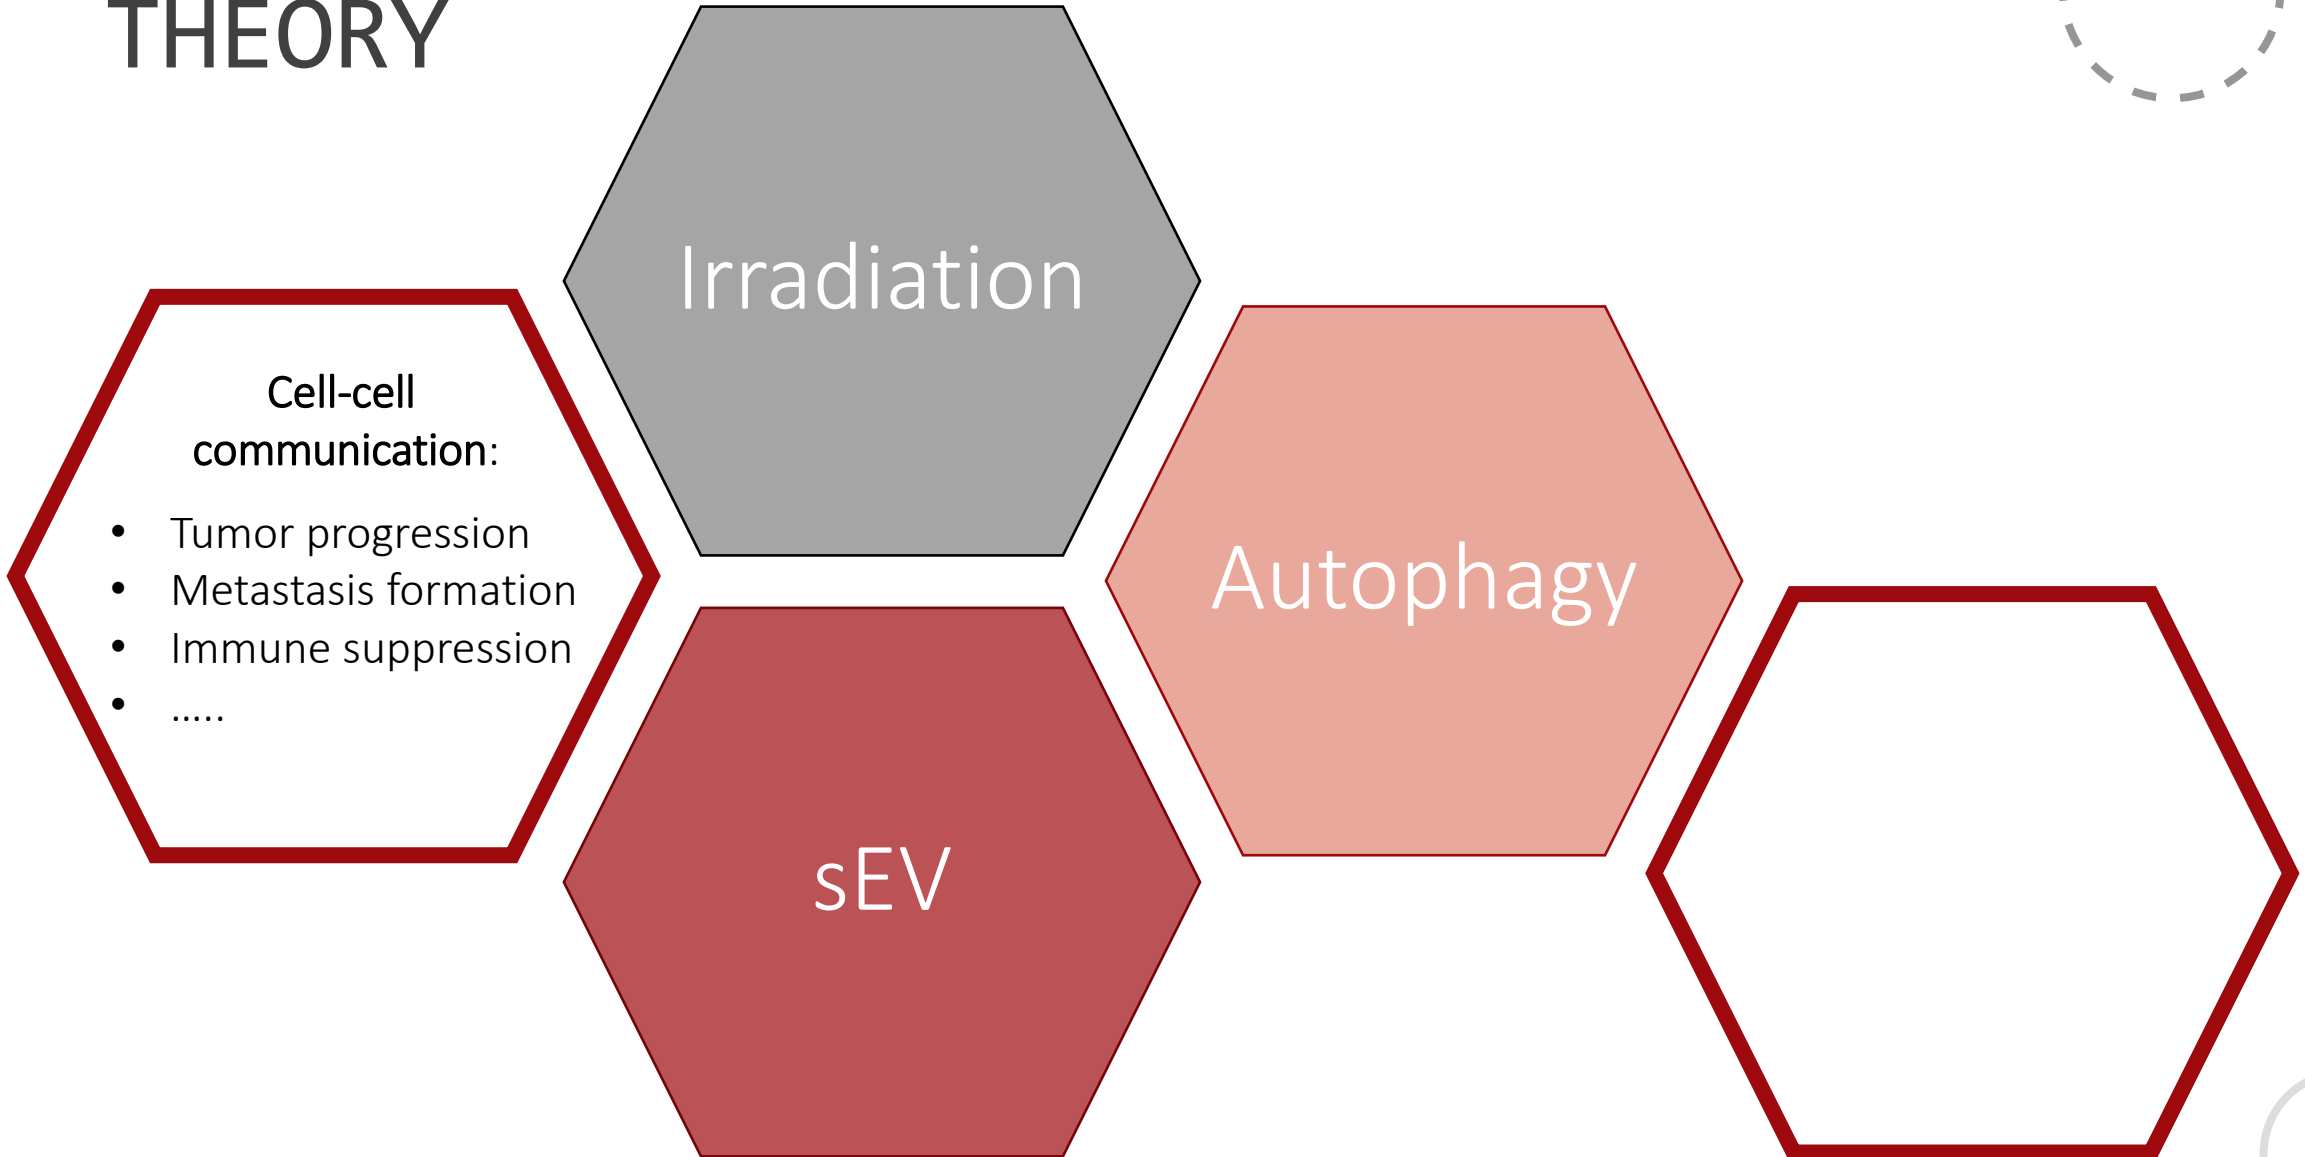 THEORY
Irradiation
Cell-cell
communication:
• Tumor progression
• Metastasis formation
• Immune suppression
• .....
Autophagy
sEV